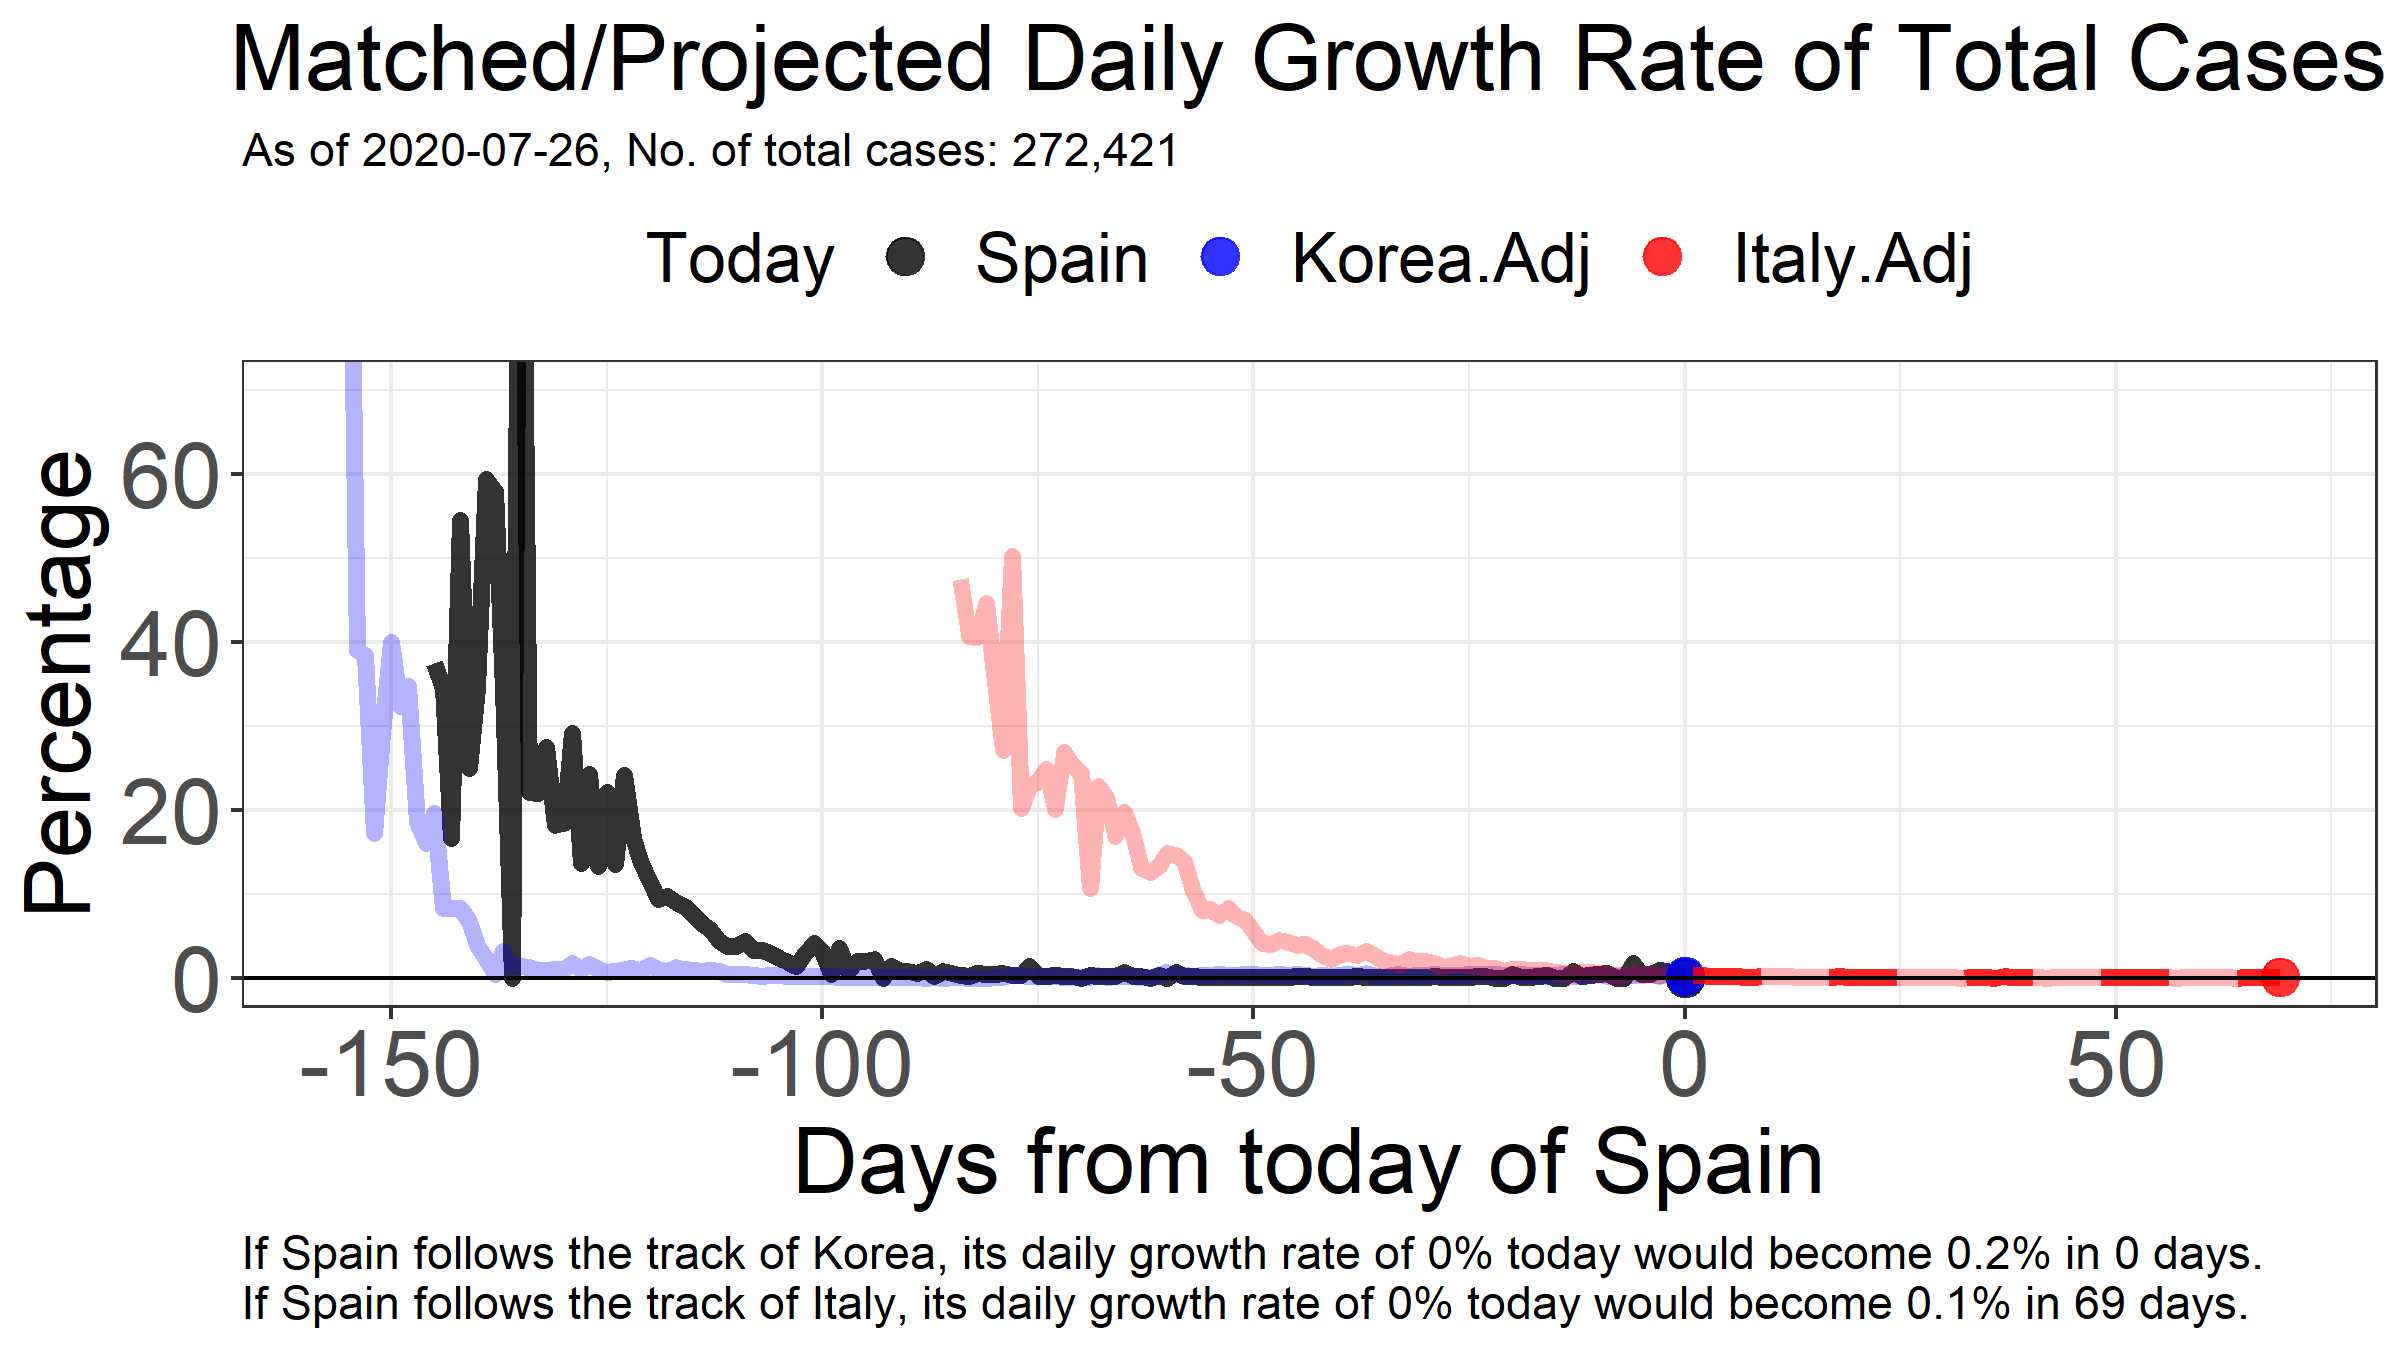 Matched/Projected Daily Growth Rate of Total Cases
As of 2020-07-26, No. of total cases: 272,421
Today Spain Korea.Adj Italy.Adj
Percentage
60
40
20
0
-150 -100 -50 0 50
Days from today of Spain
If Spain follows the track of Korea, its daily growth rate of 0% today would become 0.2% in 0 days.
If Spain follows the track of Italy, its daily growth rate of 0% today would become 0.1% in 69 days.